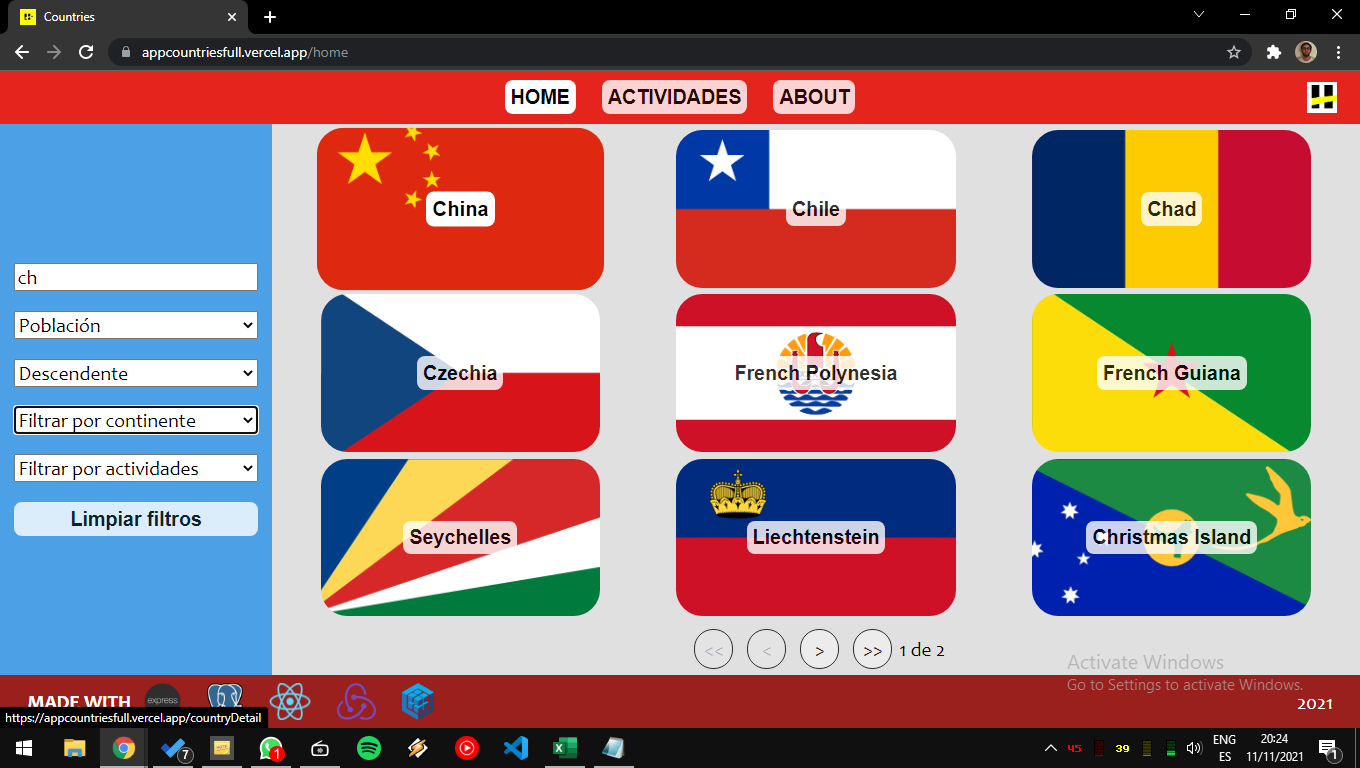 Countries
appcountriesfull.vercel.app/home
HOME ACTIVIDADES ABOUT
ch
Población
Descendente
Filtrar por continente
Filtrar por actividades
Limpiar filtros
China Chile Chad
Czechia French Polynesia French Guiana
Seychelles Liechtenstein Christmas Island
<< < > >> 1 de 2
Activate Windows
Go to Settings to activate Windows.
MADE WITH express
2021
https://appcountriesfull.vercel.app/countryDetail
7
1
45
39
ENG
ES
20:24
11/11/2021
1